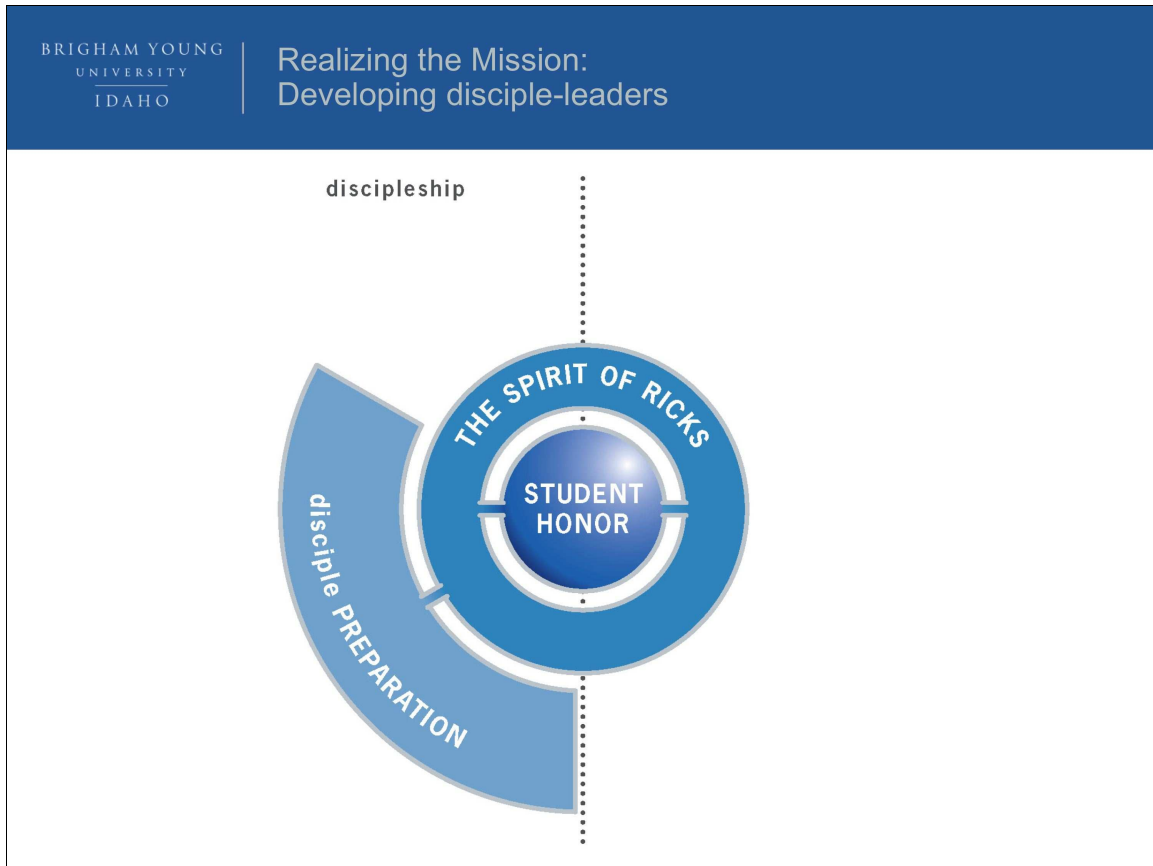 BRIGHAM YOUNG
UNIVERSITY
IDAHO
Realizing the Mission:
Developing disciple-leaders
discipleship
THE SPIRIT OF RICKS
STUDENT
HONOR
disciple PREPARATION